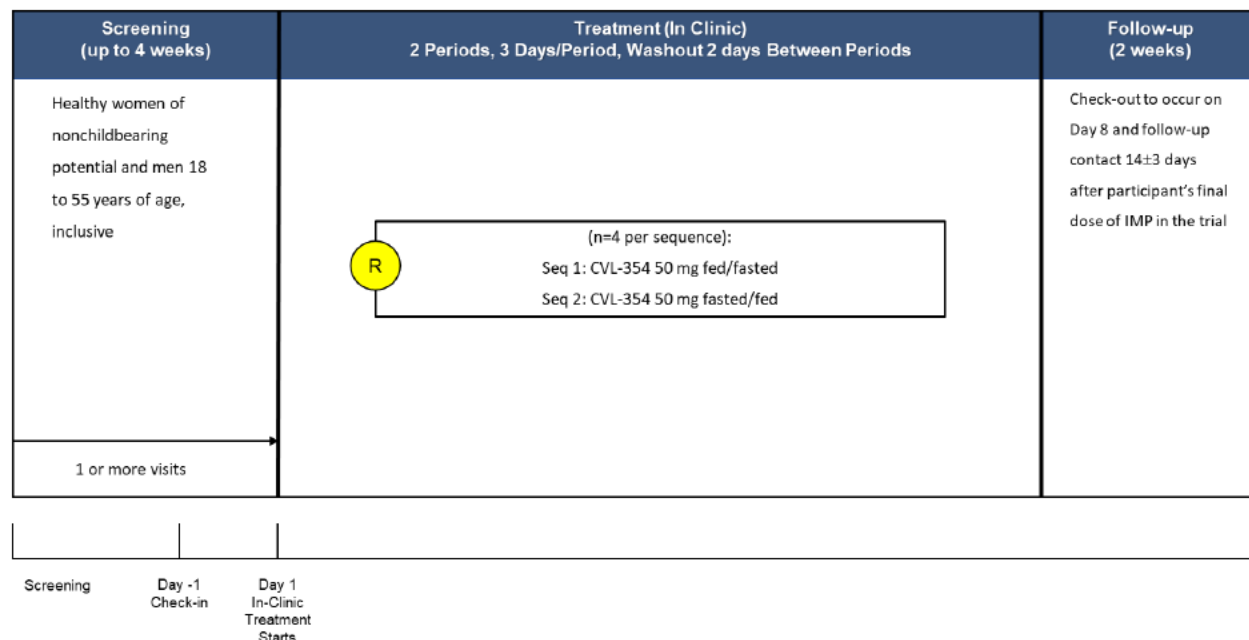 Screening
(up to 4 weeks)
Treatment (In Clinic)
2 Periods, 3 Days/Period, Washout 2 days Between Periods
Follow-up
(2 weeks)
Healthy women of
nonchildbearing
potential and men 18
to 55 years of age,
inclusive
R
(n=4 per sequence):
Seq 1: CVL-354 50 mg fed/fasted
Seq 2: CVL-354 50 mg fasted/fed
Check-out to occur on
Day 8 and follow-up
contact 14±3 days
after participant's final
dose of IMP in the trial
1 or more visits
Screening
Day -1
Check-in
Day 1
In-Clinic
Treatment
Starts